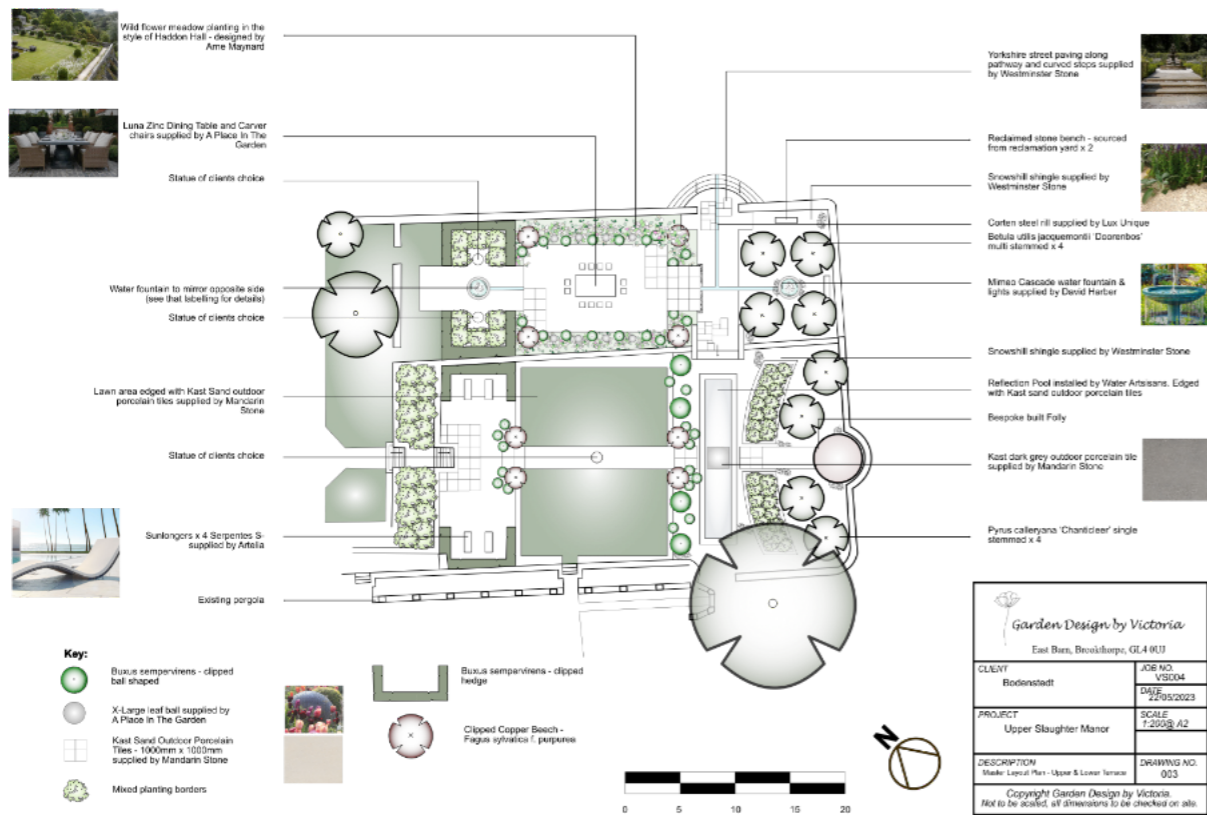 Wild flower meadow planting in the
style of Haddon Hall - designed by
Arne Maynard
Luna Zinc Dining Table and Carver
chairs supplied by A Place In The
Garden
Statue of clients choice
Water fountain to mirror opposite side
(see that labelling for details)
Statue of clients choice
Lawn area edged with Kast Sand outdoor
porcelain tiles supplied by Mandarin
Stone
Statue of clients choice
Sunlongers x 4 Serpentes S-
supplied by Artelia
Existing pergola
Yorkshire street paving along
pathway and curved steps supplied
by Westminster Stone
Reclaimed stone bench - sourced
from reclamation yard x 2
Snowshill shingle supplied by
Westminster Stone
Corten steel rill supplied by Lux Unique
Betula utilis jacquemontii 'Doorenbos'
multi stemmed x 4
Mimeo Cascade water fountain &
lights supplied by David Harber
Snowshill shingle supplied by Westminster Stone
Reflection Pool installed by Water Artsisans. Edged
with Kast sand outdoor porcelain tiles
Bespoke built Folly
Kast dark grey outdoor porcelain tile
supplied by Mandarin Stone
Pyrus calleryana 'Chanticleer' single
stemmed x 4
Key:
Buxus sempervirens - clipped
ball shaped
X-Large leaf ball supplied by
A Place In The Garden
Kast Sand Outdoor Porcelain
Tiles - 1000mm x 1000mm
supplied by Mandarin Stone
Mixed planting borders
Buxus sempervirens - clipped
hedge
Clipped Copper Beech -
Fagus sylvatica f. purpurea
0 5 10 15 20
N
Garden Design by Victoria
East Barn, Brookthorpe, GL4 0UJ
CLIENT
Bodenstedt
JOB NO.
VS004
DATE
22/05/2023
PROJECT
Upper Slaughter Manor
SCALE
1:200@ A2
DESCRIPTION
Master Layout Plan - Upper & Lower Terrace
DRAWING NO.
003
Copyright Garden Design by Victoria.
Not to be scaled, all dimensions to be checked on site.